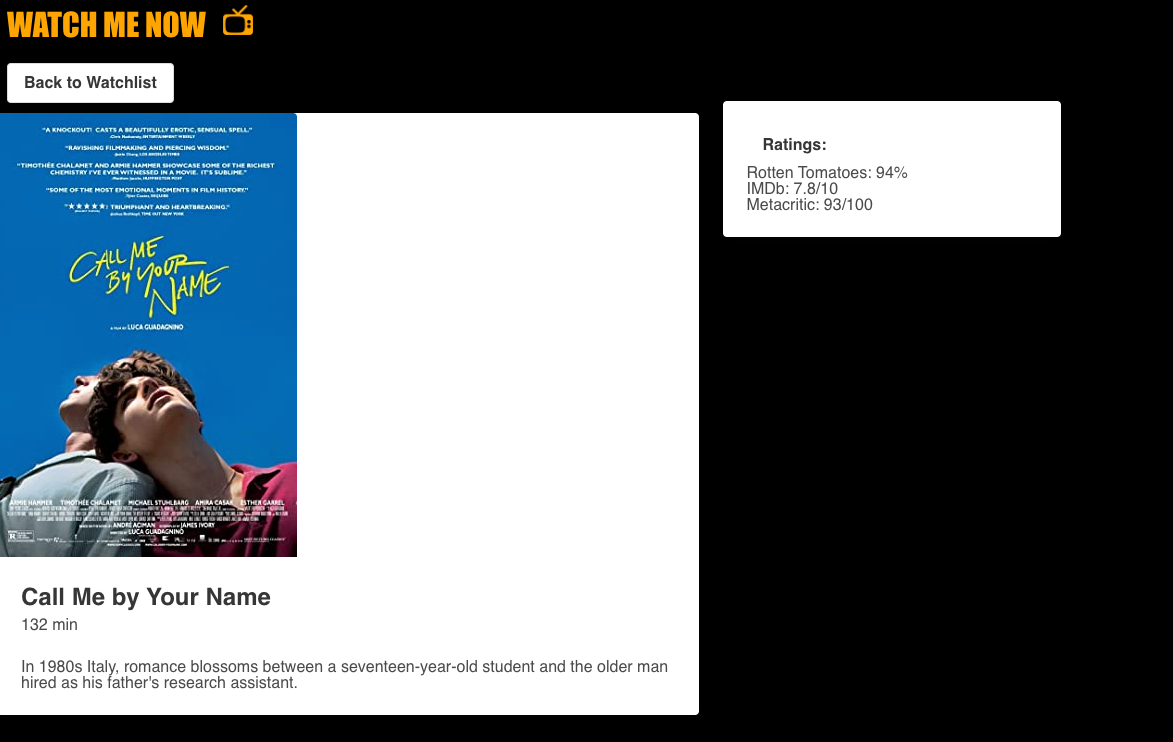 WATCH ME NOW
Back to Watchlist
"A KNOCKOUT! CASTS A BEAUTIFULLY EROTIC, SENSUAL SPELL."
"RAVISHING FILMMAKING AND PIERCING WISDOM."
"TIMOTHÉE CHALAMET AND ARMIE HAMMER SHOWCASE SOME OF THE RICHEST
CHEMISTRY I'VE EVER WITNESSED IN A MOVIE. IT'S SUBLIME."
"SOME OF THE MOST EMOTIONAL MOMENTS IN FILM HISTORY."
"★★★★★! TRIUMPHANT AND HEARTBREAKING."
CALL ME
BY YOUR
NAME
A FILM BY LUCA GUADAGNINO
ARMIE HAMMER TIMOTHÉE CHALAMET MICHAEL STUHLBARG AMIRA CASAR ESTHER GARREL
ANDRÉ ACIMAN JAMES IVORY
LUCA GUADAGNINO
R
Call Me by Your Name
132 min
In 1980s Italy, romance blossoms between a seventeen-year-old student and the older man
hired as his father's research assistant.
Ratings:
Rotten Tomatoes: 94%
IMDb: 7.8/10
Metacritic: 93/100